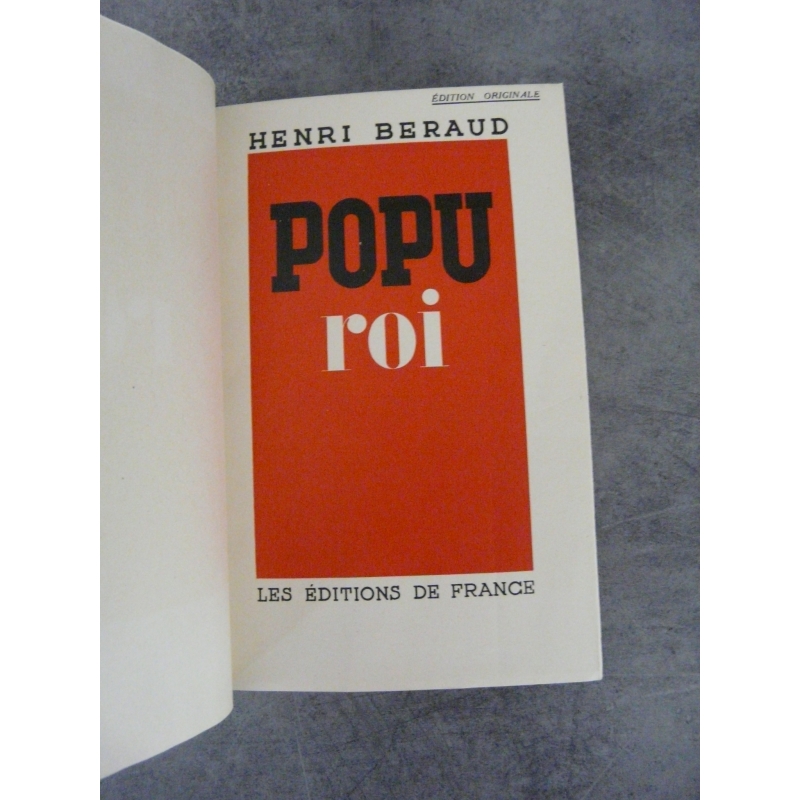 ÉDITION ORIGINALE
HENRI BERAUD
POPU
roi
LES ÉDITIONS DE FRANCE